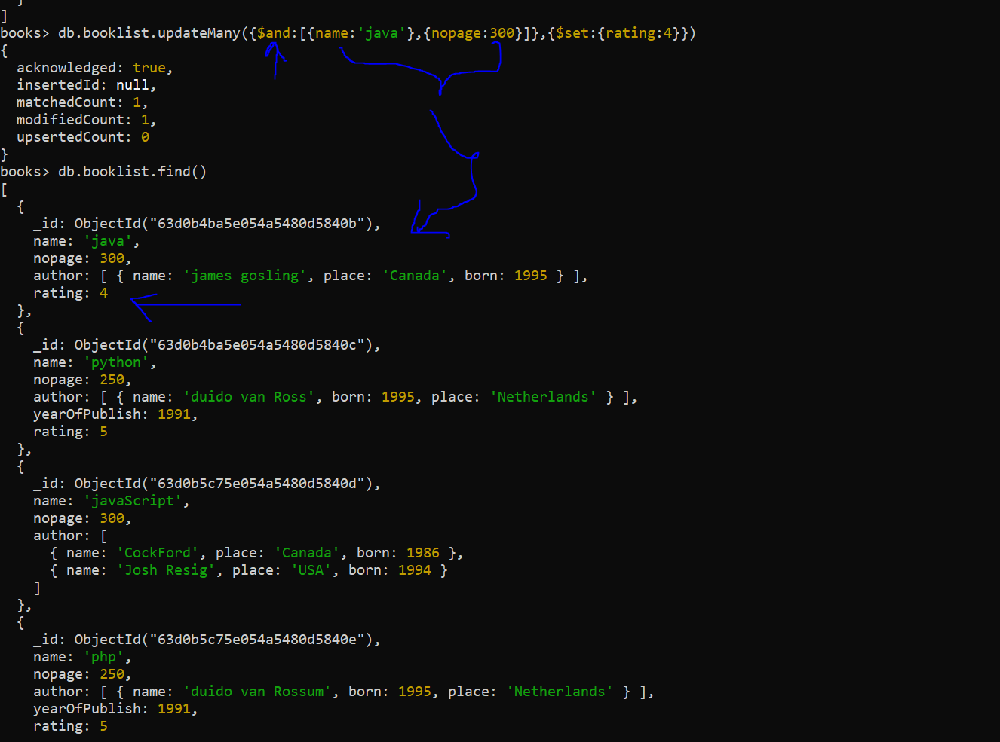 ]
books> db.booklist.updateMany({$and:[{name:'java'},{nopage:300}]},{$set:{rating:4}})
{
  acknowledged: true,
  insertedId: null,
  matchedCount: 1,
  modifiedCount: 1,
  upsertedCount: 0
}
books> db.booklist.find()
[
  {
    _id: ObjectId("63d0b4ba5e054a5480d5840b"),
    name: 'java',
    nopage: 300,
    author: [ { name: 'james gosling', place: 'Canada', born: 1995 } ],
    rating: 4
  },
  {
    _id: ObjectId("63d0b4ba5e054a5480d5840c"),
    name: 'python',
    nopage: 250,
    author: [ { name: 'duido van Ross', born: 1995, place: 'Netherlands' } ],
    yearOfPublish: 1991,
    rating: 5
  },
  {
    _id: ObjectId("63d0b5c75e054a5480d5840d"),
    name: 'javaScript',
    nopage: 300,
    author: [
      { name: 'CockFord', place: 'Canada', born: 1986 },
      { name: 'Josh Resig', place: 'USA', born: 1994 }
    ]
  },
  {
    _id: ObjectId("63d0b5c75e054a5480d5840e"),
    name: 'php',
    nopage: 250,
    author: [ { name: 'duido van Rossum', born: 1995, place: 'Netherlands' } ],
    yearOfPublish: 1991,
    rating: 5